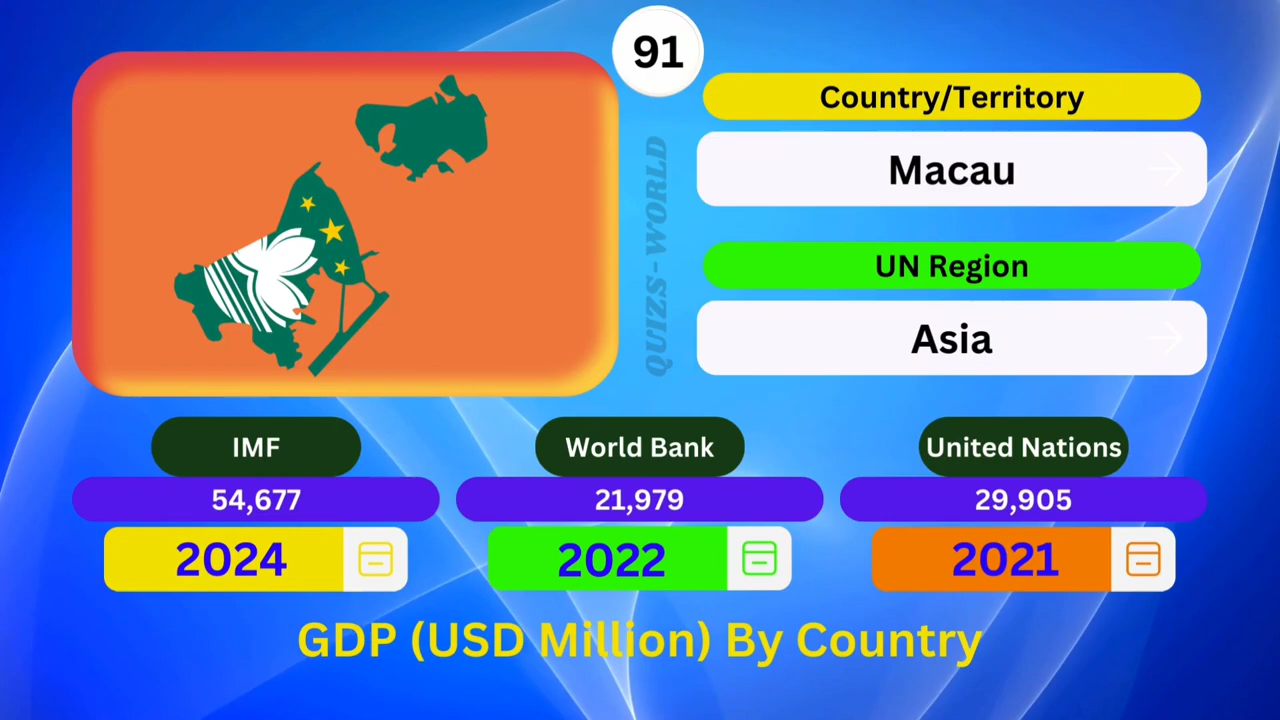 91
Country/Territory
Macau
UN Region
Asia
QUIZS-WORLD
IMF
54,677
2024
World Bank
21,979
2022
United Nations
29,905
2021
GDP (USD Million) By Country